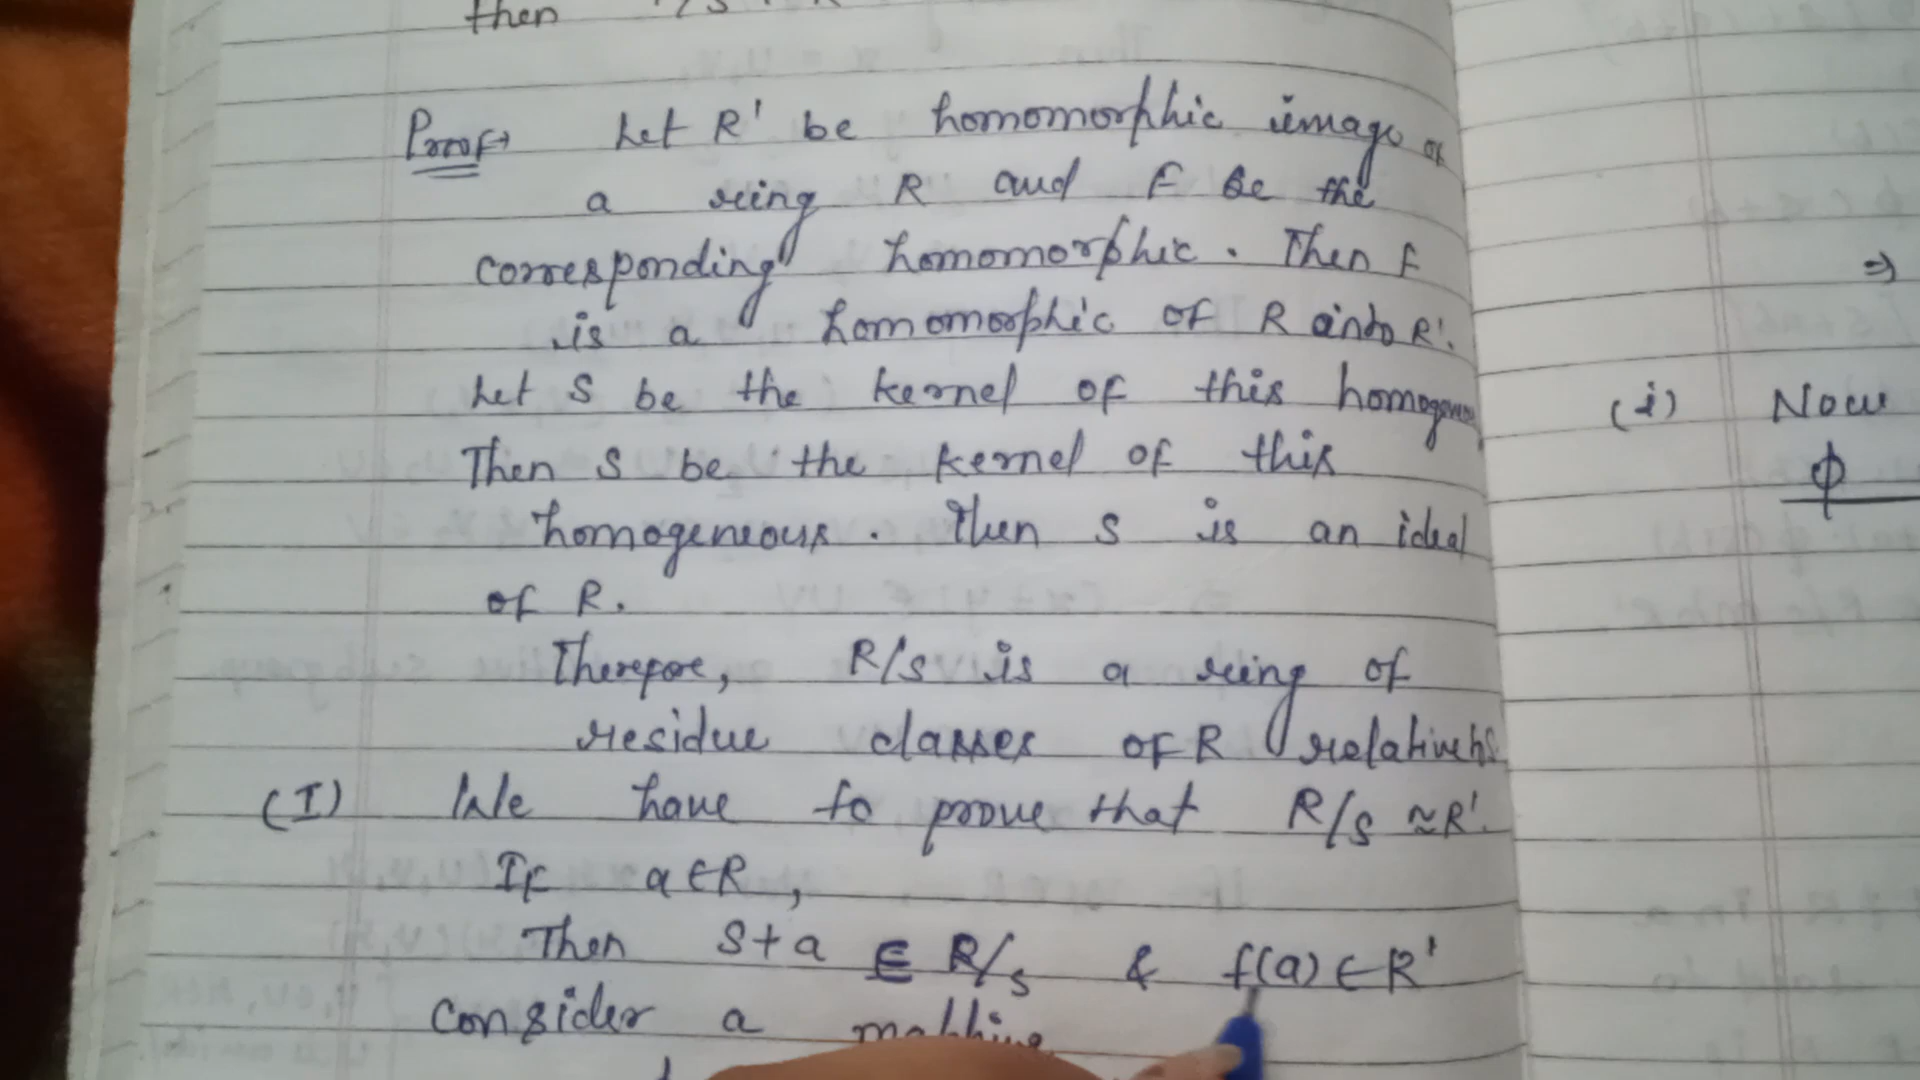 then
Proof→ Let R' be homomorphic image of
a ring R and f be the
corresponding homomorphic. Then f
is a homomorphic of R into R'.
Let S be the kernel of this
Then S be the kernel of this
homogeneous. Then S is an ideal
of R.
Therefore, R/S is a ring of
residue classes of R
(I) We have to prove that R/S ≈ R'.
If a ∈ R,
Then S+a ∈ R/S & f(a) ∈ R'
consider a mapping
⇒
(i) Now
ϕ